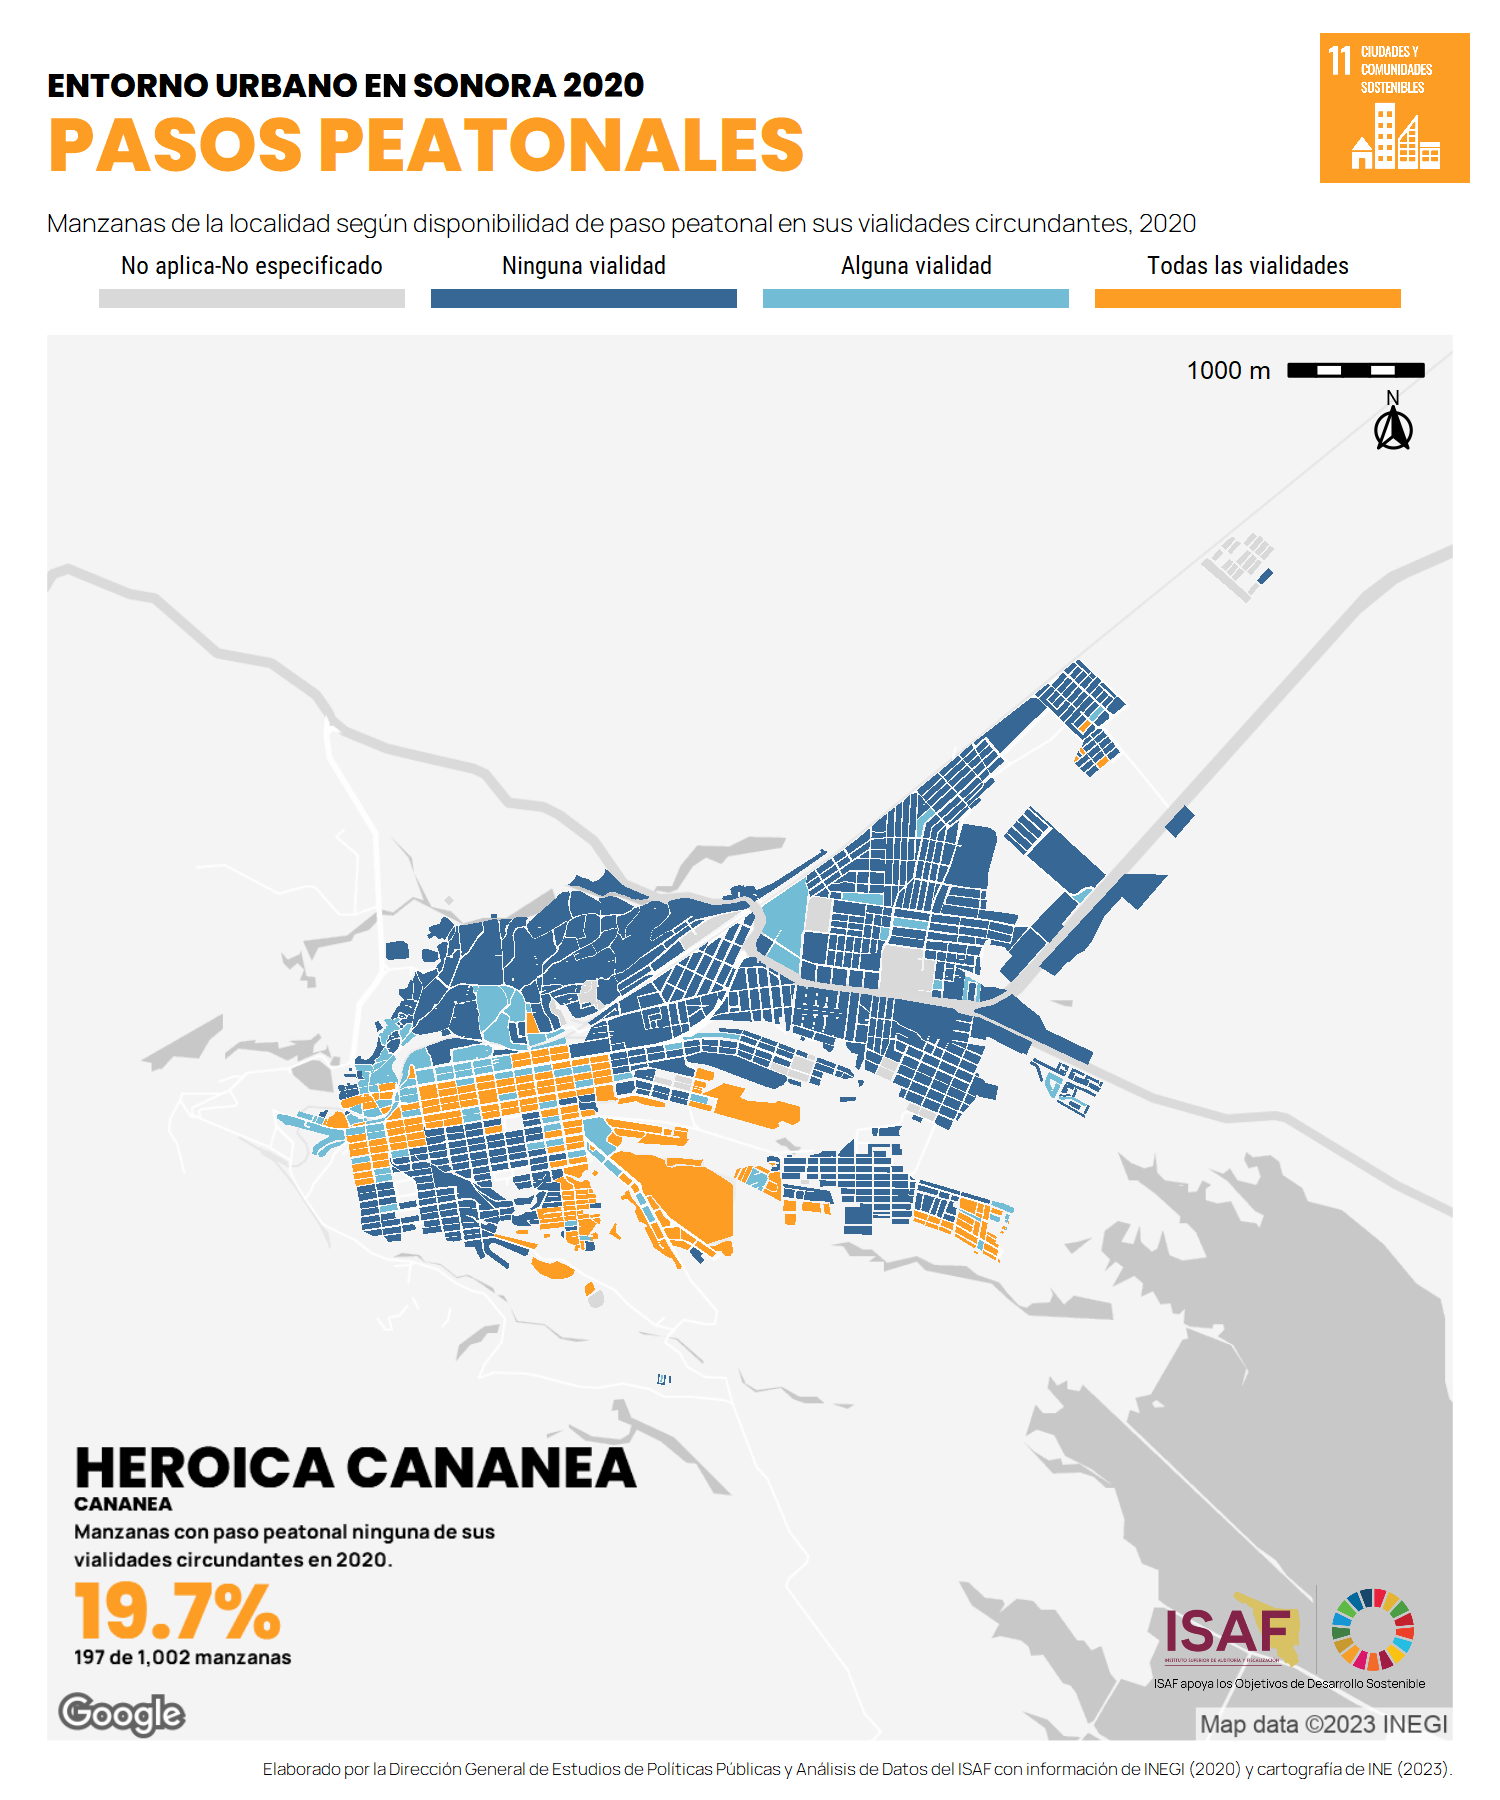 ENTORNO URBANO EN SONORA 2020
PASOS PEATONALES
11 CIUDADES Y
COMUNIDADES
SOSTENIBLES
Manzanas de la localidad según disponibilidad de paso peatonal en sus vialidades circundantes, 2020
No aplica-No especificado
Ninguna vialidad
Alguna vialidad
Todas las vialidades
1000 m
N
HEROICA CANANEA
CANANEA
Manzanas con paso peatonal ninguna de sus
vialidades circundantes en 2020.
19.7%
197 de 1,002 manzanas
ISAF
INSTITUTO SUPERIOR DE AUDITORÍA Y FISCALIZACIÓN
ISAF apoya los Objetivos de Desarrollo Sostenible
Google
Map data ©2023 INEGI
Elaborado por la Dirección General de Estudios de Políticas Públicas y Análisis de Datos del ISAF con información de INEGI (2020) y cartografía de INE (2023).